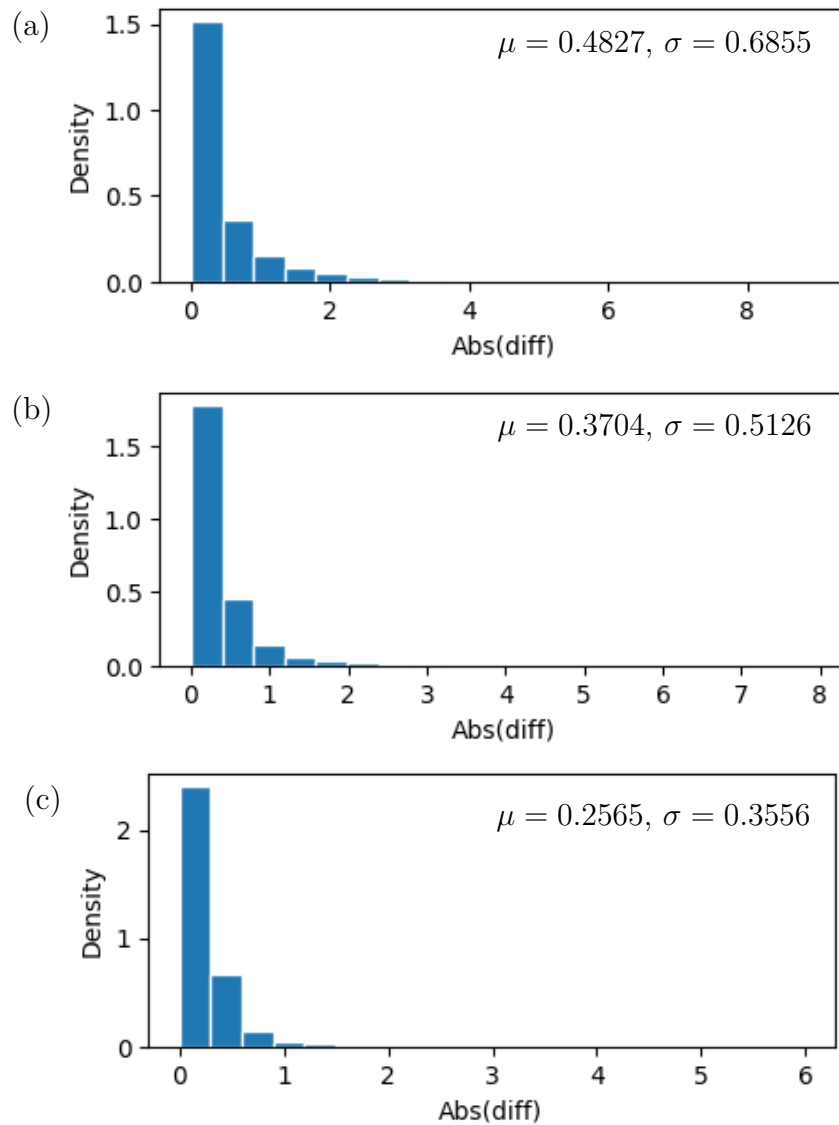 (a)
μ = 0.4827, σ = 0.6855
Density
1.5
1.0
0.5
0.0
0 2 4 6 8
Abs(diff)
(b)
μ = 0.3704, σ = 0.5126
Density
1.5
1.0
0.5
0.0
0 1 2 3 4 5 6 7 8
Abs(diff)
(c)
μ = 0.2565, σ = 0.3556
Density
2
1
0
0 1 2 3 4 5 6
Abs(diff)